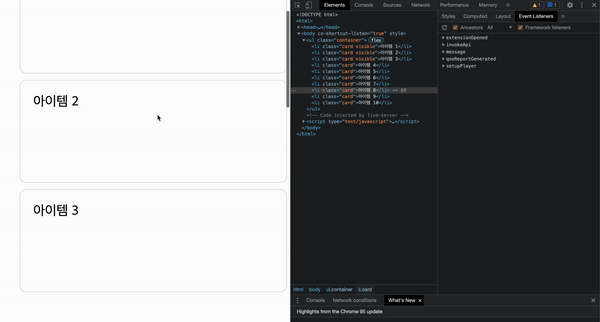 아이템 2
아이템 3
Elements Console Sources Network Performance Memory »
1 1
<!DOCTYPE html>
<html>
<head>…</head>
<body cz-shortcut-listen="true" style>
<ul class="container"> flex
<li class="card visible">아이템 1</li>
<li class="card visible">아이템 2</li>
<li class="card visible">아이템 3</li>
<li class="card">아이템 4</li>
<li class="card">아이템 5</li>
<li class="card">아이템 6</li>
<li class="card">아이템 7</li>
<li class="card">아이템 8</li> == $0
<li class="card">아이템 9</li>
<li class="card">아이템 10</li>
</ul>
<!-- Code injected by live-server -->
<script type="text/javascript">…</script>
</body>
</html>
Styles Computed Layout Event Listeners »
Ancestors All Framework listeners
extensionOpened
invokeApi
message
qoeReportGenerated
setupPlayer
html body ul.container li.card
Console Network conditions What's New ×
Highlights from the Chrome 95 update